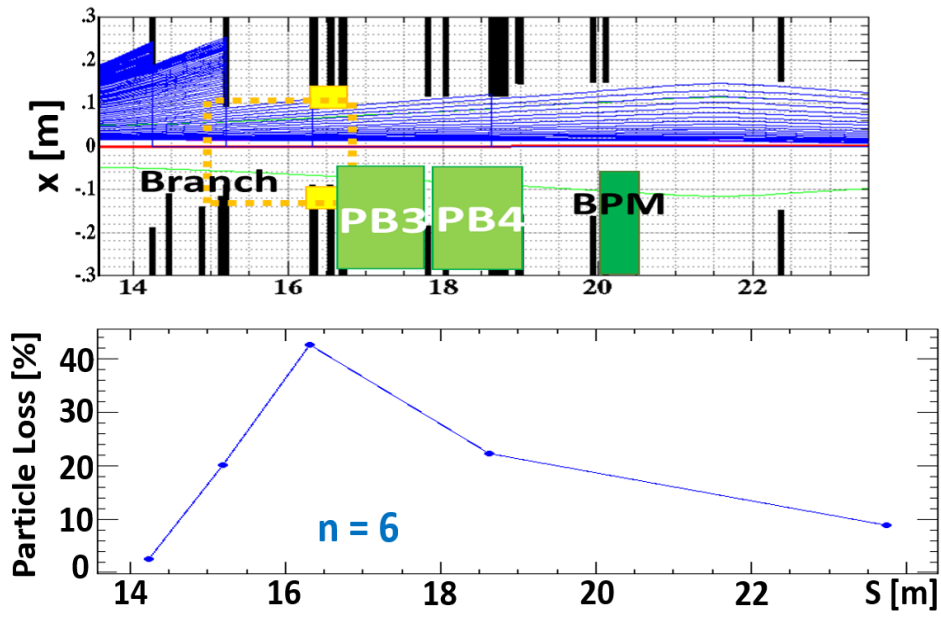 .3
.2
.1
0
-.1
-.2
-.3
x [m]
Branch
PB3
PB4
BPM
14 16 18 20 22
Particle Loss [%]
40
30
20
10
0
n = 6
14 16 18 20 22 S [m]